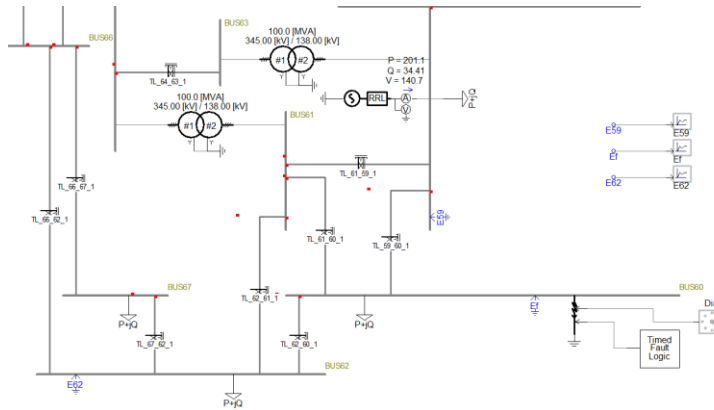 BUS63
BUS66
100.0 [MVA]
345.00 [kV] / 138.00 [kV]
#1
#2
P = 201.1
Q = 34.41
V = 140.7
TL_64_63_1
RRL
A
V
P+jQ
100.0 [MVA]
345.00 [kV] / 138.00 [kV]
#1
#2
BUS61
E59
E59
Ef
Ef
E62
E62
TL_61_59_1
TL_66_67_1
TL_66_62_1
E59
TL_61_60_1
TL_59_60_1
BUS67
TL_62_61_1
BUS60
P+jQ
P+jQ
Ef
TL_67_62_1
TL_62_60_1
Timed
Fault
Logic
BUS62
E62
P+jQ